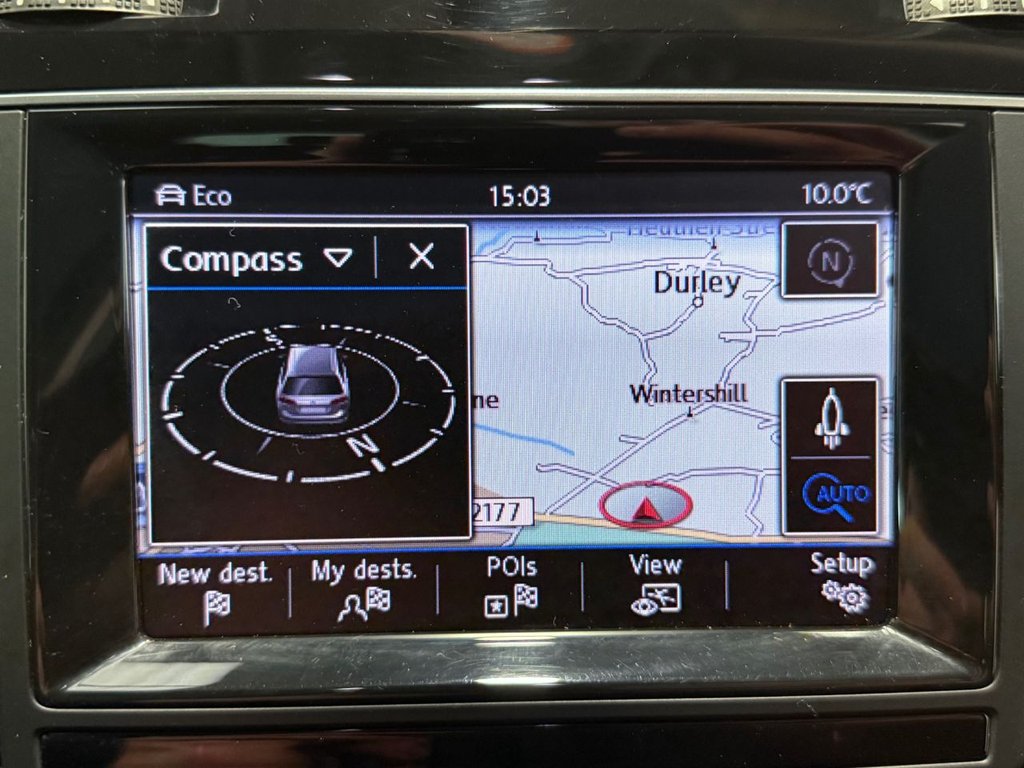 Eco 15:03 10.0°C
Compass
N
Durley
S
Wintershill
ne
AUTO
N
2177
New dest. My dests. POIs View Setup